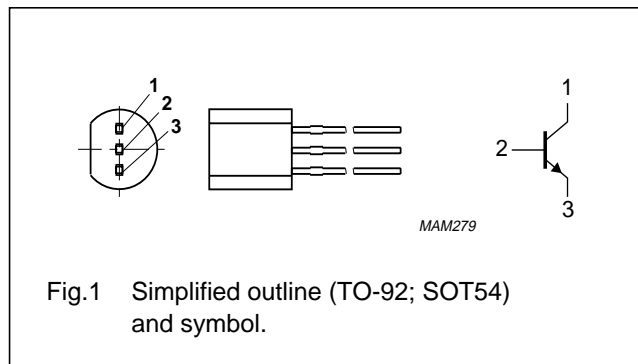 1
2
3
1
2
3
MAM279
Fig.1 Simplified outline (TO-92; SOT54)
and symbol.